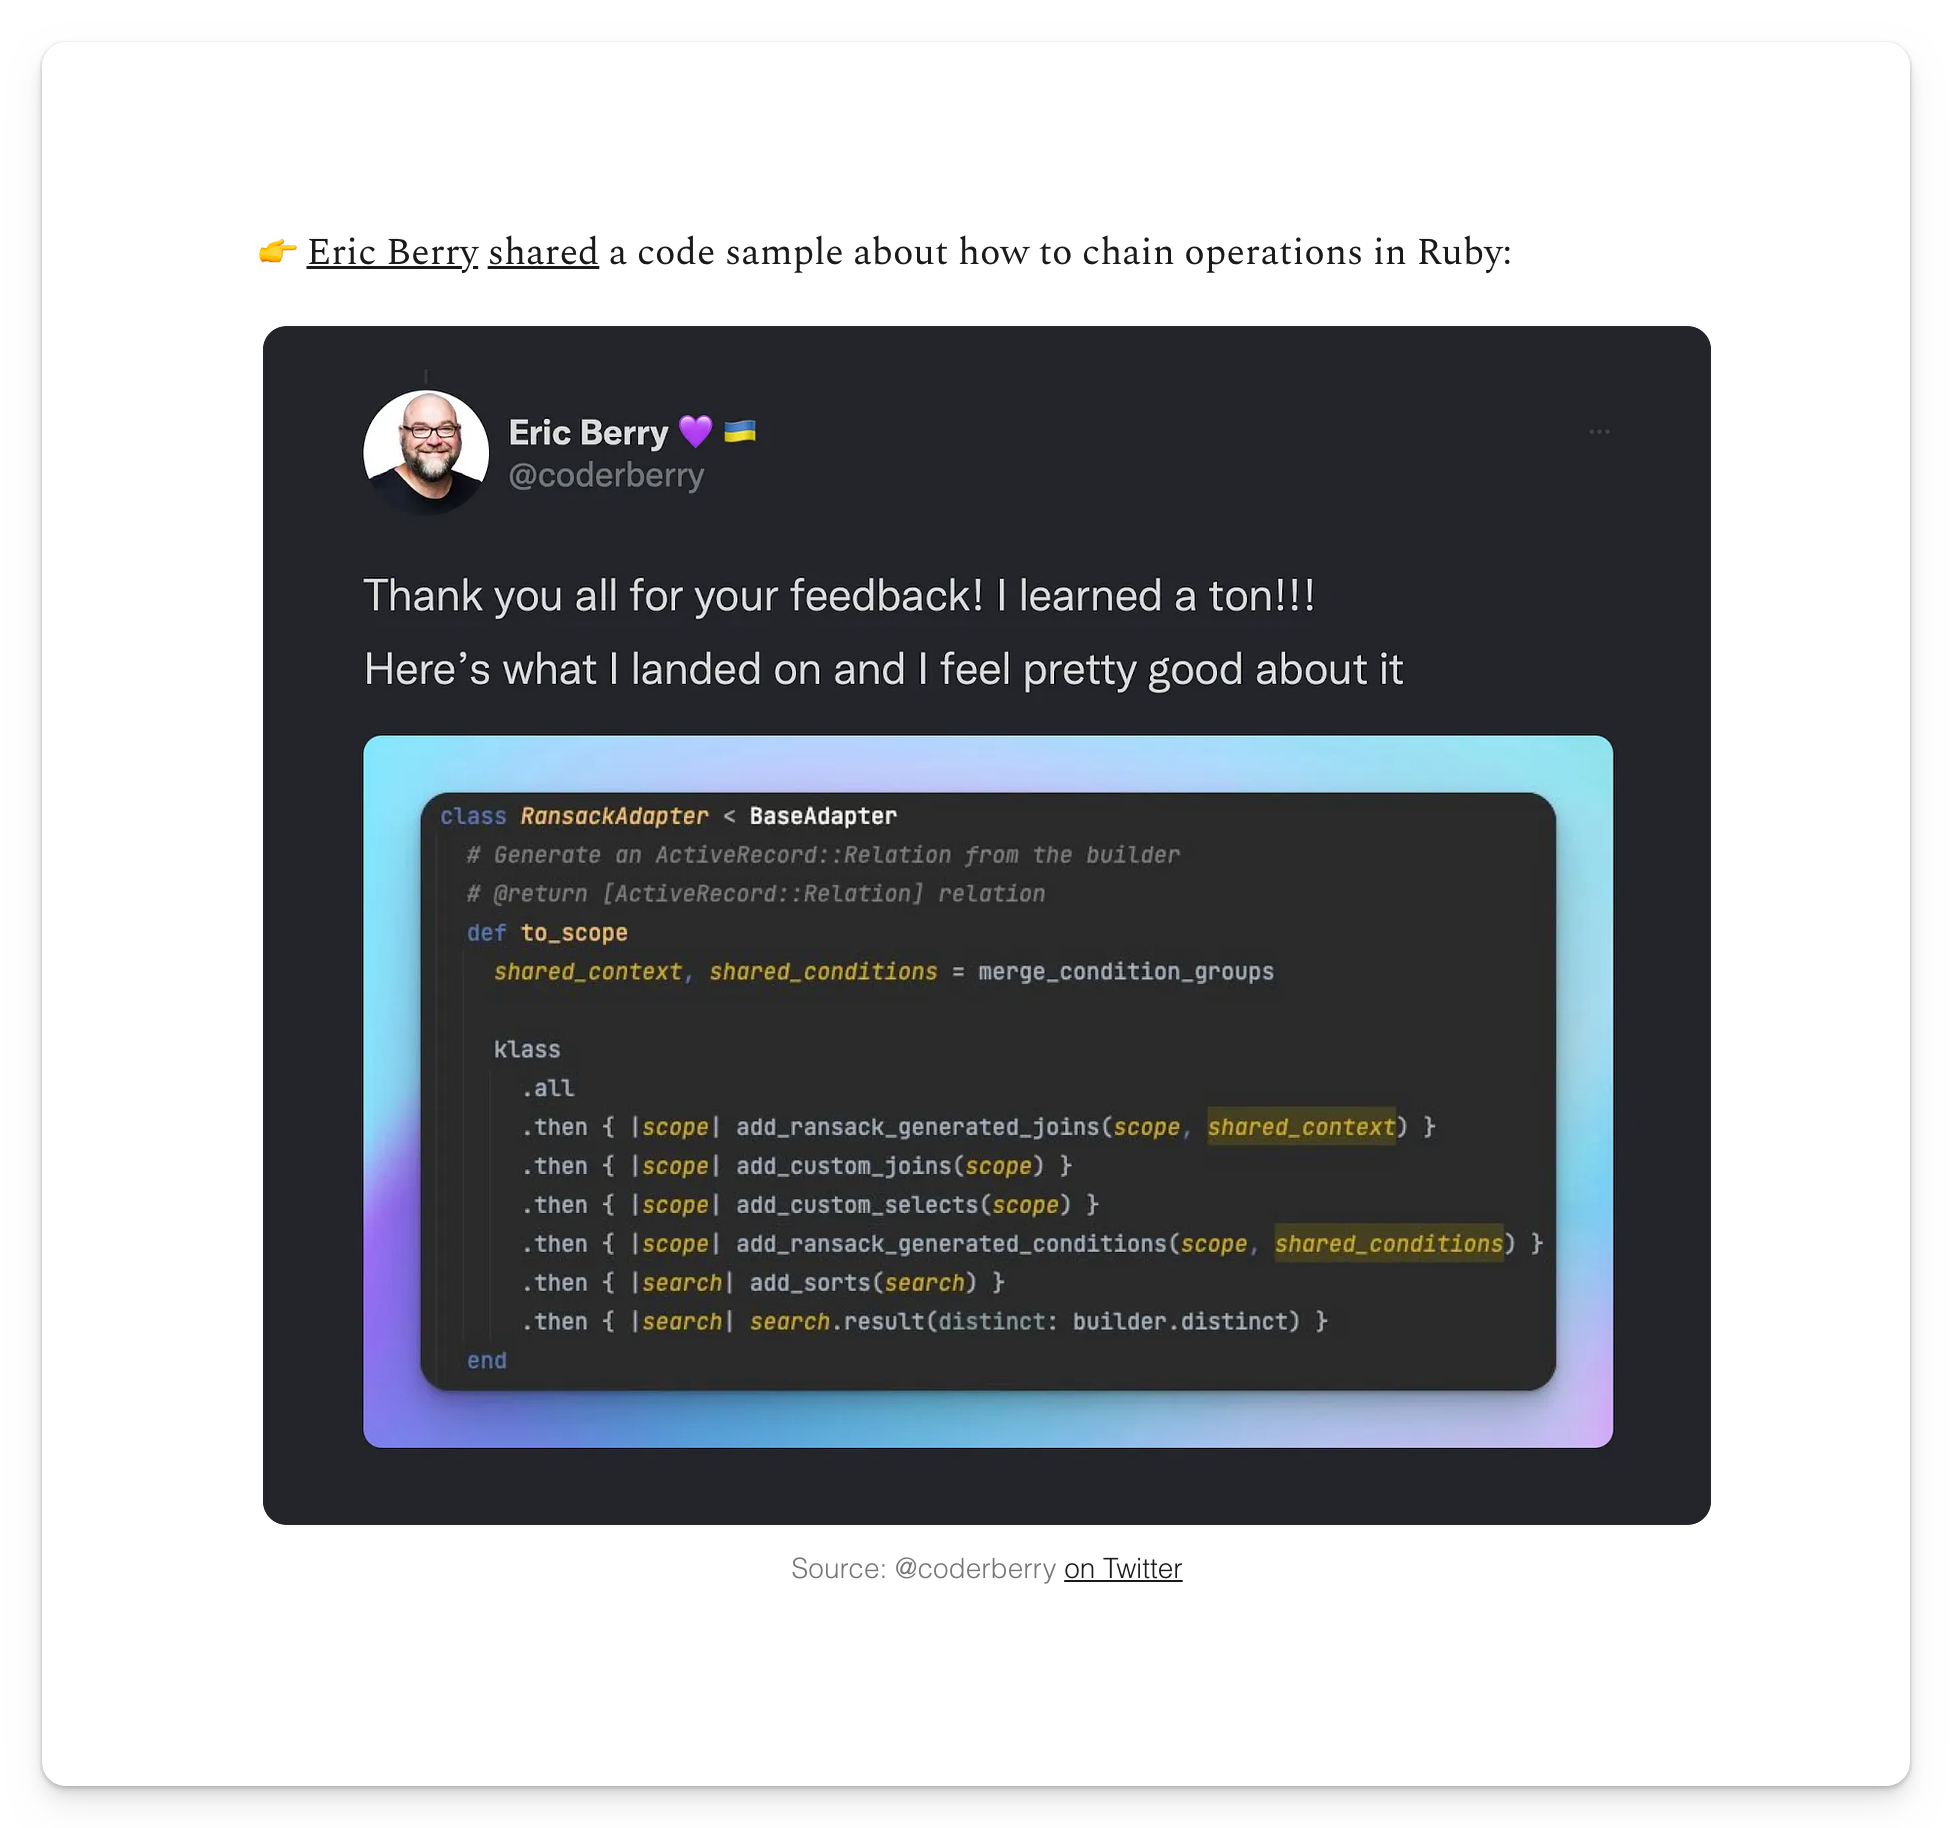 👉 Eric Berry shared a code sample about how to chain operations in Ruby:
Eric Berry 💜 🇺🇦
@coderberry
Thank you all for your feedback! I learned a ton!!!
Here’s what I landed on and I feel pretty good about it
class RansackAdapter < BaseAdapter
  # Generate an ActiveRecord::Relation from the builder
  # @return [ActiveRecord::Relation] relation
  def to_scope
    shared_context, shared_conditions = merge_condition_groups
    klass
      .all
      .then { |scope| add_ransack_generated_joins(scope, shared_context) }
      .then { |scope| add_custom_joins(scope) }
      .then { |scope| add_custom_selects(scope) }
      .then { |scope| add_ransack_generated_conditions(scope, shared_conditions) }
      .then { |search| add_sorts(search) }
      .then { |search| search.result(distinct: builder.distinct) }
  end
Source: @coderberry on Twitter